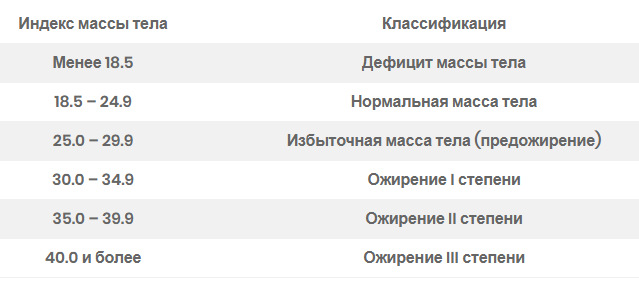 Индекс массы тела Классификация
Менее 18.5 Дефицит массы тела
18.5 – 24.9 Нормальная масса тела
25.0 – 29.9 Избыточная масса тела (предожирение)
30.0 – 34.9 Ожирение I степени
35.0 – 39.9 Ожирение II степени
40.0 и более Ожирение III степени